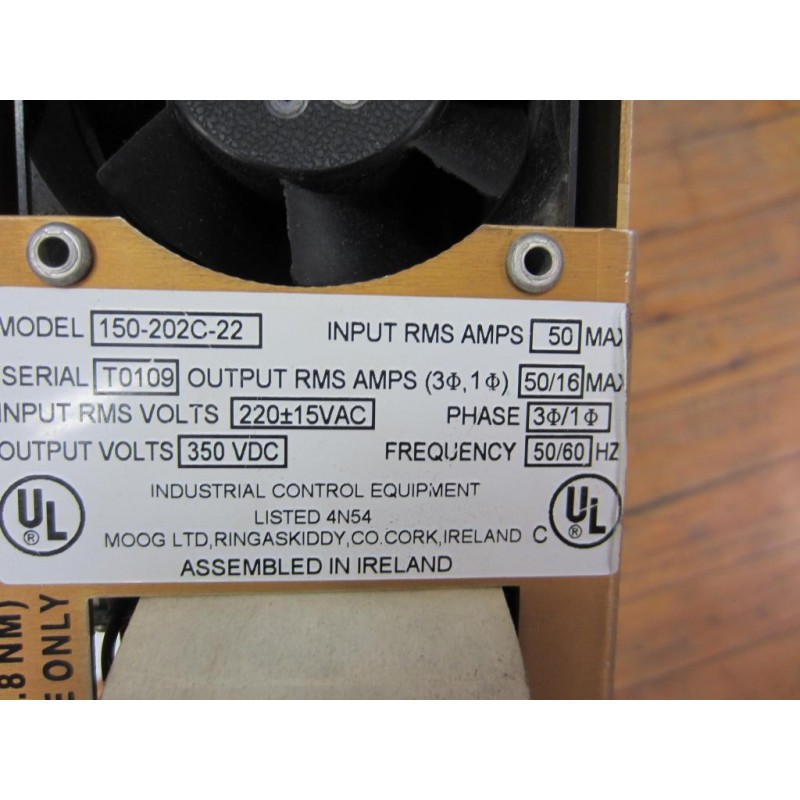 MODEL 150-202C-22 INPUT RMS AMPS 50 MAX
SERIAL T0109 OUTPUT RMS AMPS (3Φ,1Φ) 50/16 MAX
INPUT RMS VOLTS 220±15VAC PHASE 3Φ/1Φ
OUTPUT VOLTS 350 VDC FREQUENCY 50/60 HZ
UL ® INDUSTRIAL CONTROL EQUIPMENT C UL ®
LISTED 4N54
MOOG LTD,RINGASKIDDY,CO.CORK,IRELAND
ASSEMBLED IN IRELAND
.8 NM)
E ONLY